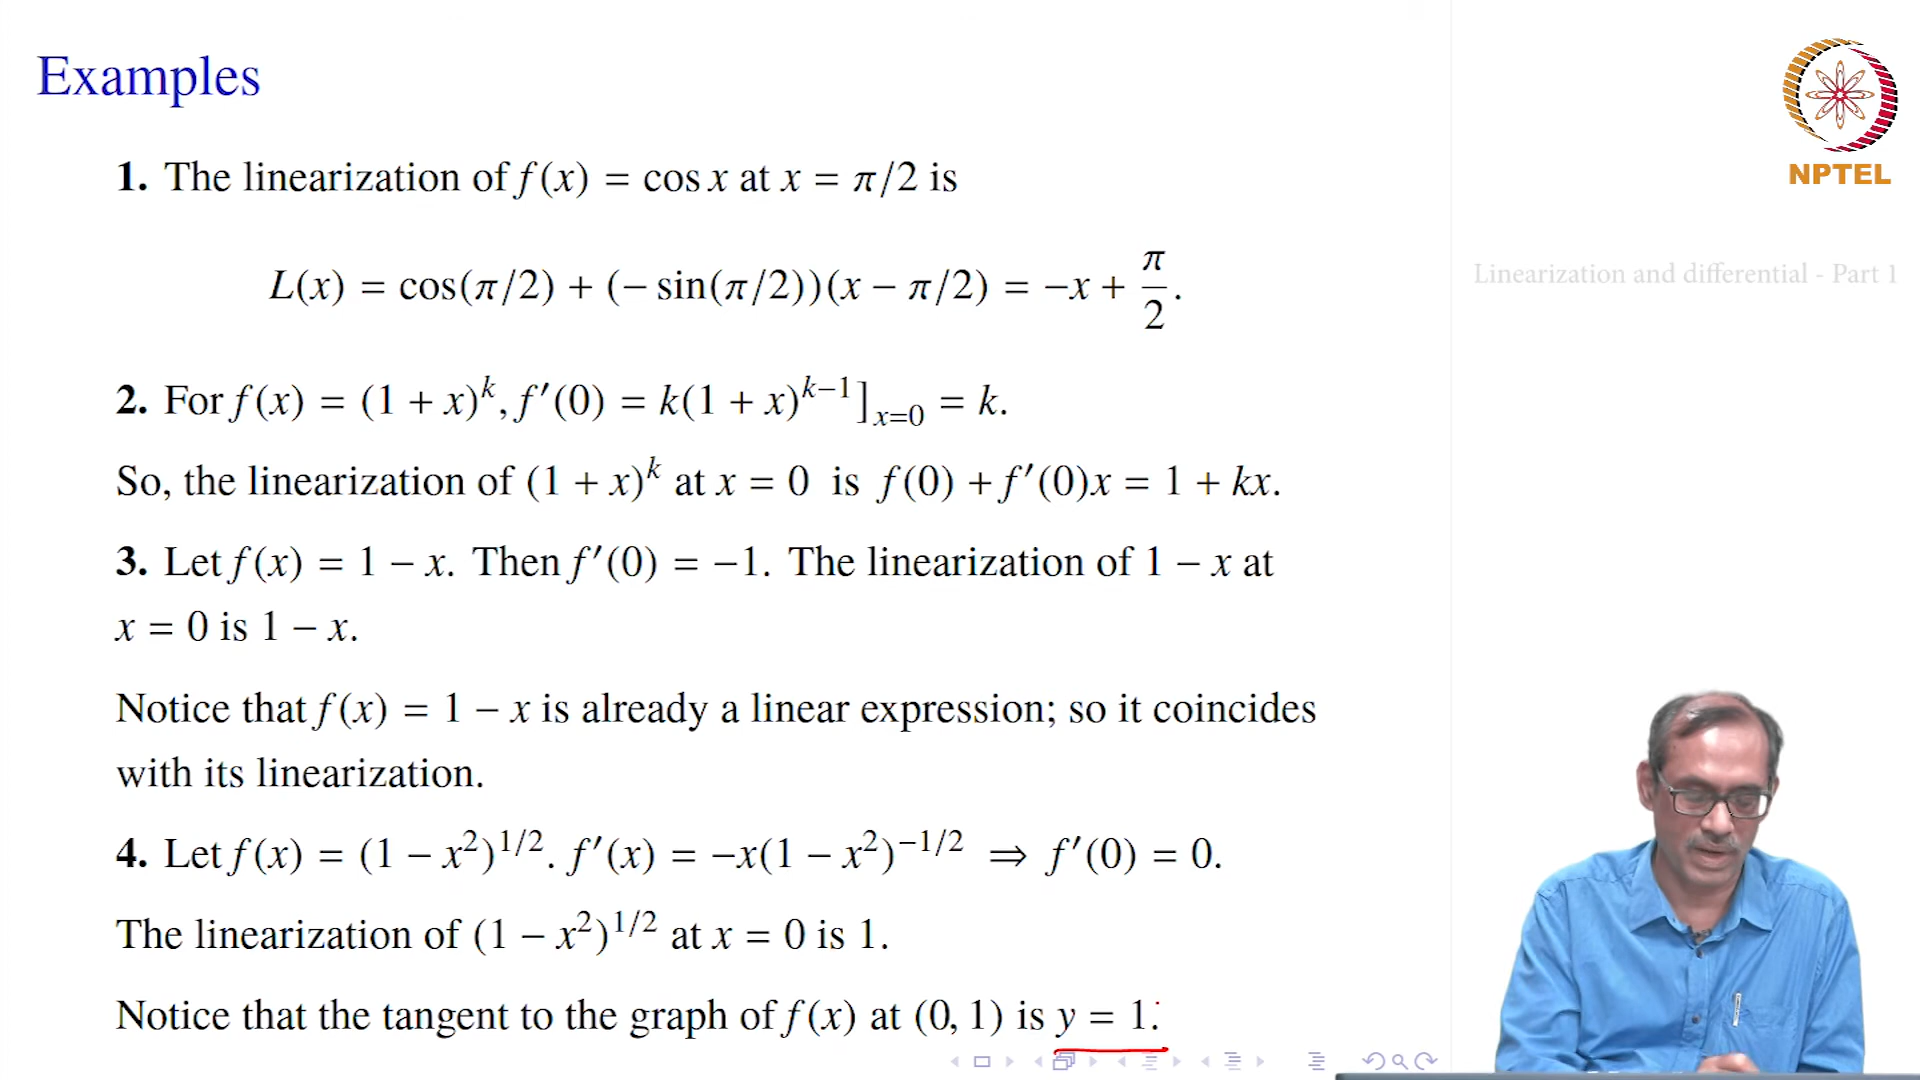 Examples
NPTEL
1. The linearization of f(x) = cos x at x = π/2 is
Linearization and differential - Part 1
L(x) = cos(π/2) + (− sin(π/2))(x − π/2) = −x + π/2.
2. For f(x) = (1 + x)^k, f′(0) = k(1 + x)^{k−1}]_{x=0} = k.
So, the linearization of (1 + x)^k at x = 0 is f(0) + f′(0)x = 1 + kx.
3. Let f(x) = 1 − x. Then f′(0) = −1. The linearization of 1 − x at
x = 0 is 1 − x.
Notice that f(x) = 1 − x is already a linear expression; so it coincides
with its linearization.
4. Let f(x) = (1 − x²)^{1/2}. f′(x) = −x(1 − x²)^{−1/2} ⇒ f′(0) = 0.
The linearization of (1 − x²)^{1/2} at x = 0 is 1.
Notice that the tangent to the graph of f(x) at (0, 1) is y = 1.